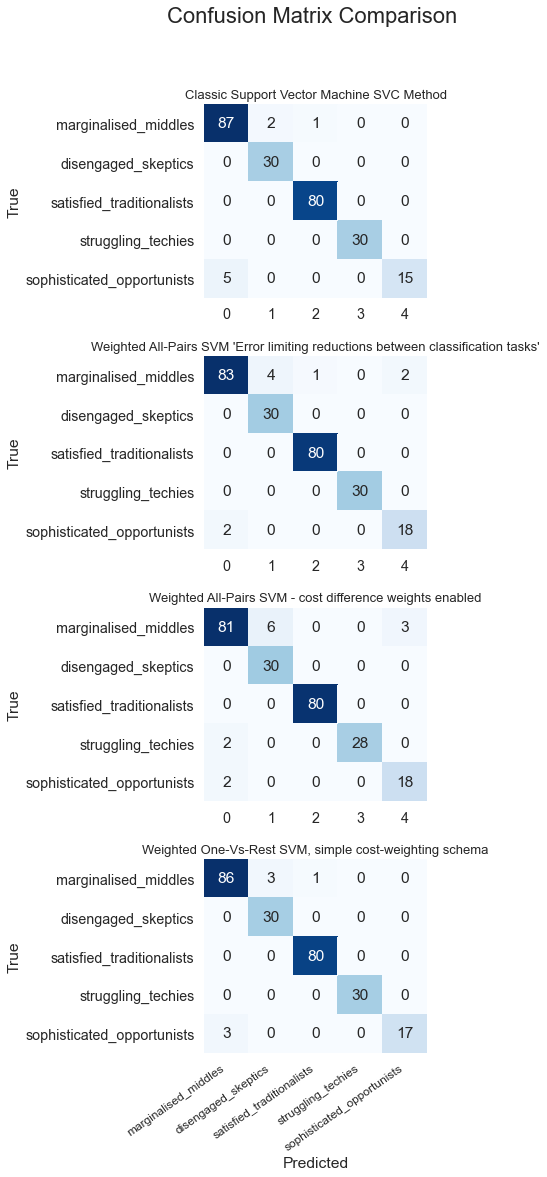 Confusion Matrix Comparison
Classic Support Vector Machine SVC Method
True
marginalised_middles 87 2 1 0 0
disengaged_skeptics 0 30 0 0 0
satisfied_traditionalists 0 0 80 0 0
struggling_techies 0 0 0 30 0
sophisticated_opportunists 5 0 0 0 15
0 1 2 3 4
Weighted All-Pairs SVM 'Error limiting reductions between classification tasks'
True
marginalised_middles 83 4 1 0 2
disengaged_skeptics 0 30 0 0 0
satisfied_traditionalists 0 0 80 0 0
struggling_techies 0 0 0 30 0
sophisticated_opportunists 2 0 0 0 18
0 1 2 3 4
Weighted All-Pairs SVM - cost difference weights enabled
True
marginalised_middles 81 6 0 0 3
disengaged_skeptics 0 30 0 0 0
satisfied_traditionalists 0 0 80 0 0
struggling_techies 2 0 0 28 0
sophisticated_opportunists 2 0 0 0 18
0 1 2 3 4
Weighted One-Vs-Rest SVM, simple cost-weighting schema
True
marginalised_middles 86 3 1 0 0
disengaged_skeptics 0 30 0 0 0
satisfied_traditionalists 0 0 80 0 0
struggling_techies 0 0 0 30 0
sophisticated_opportunists 3 0 0 0 17
marginalised_middles
disengaged_skeptics
satisfied_traditionalists
struggling_techies
sophisticated_opportunists
Predicted